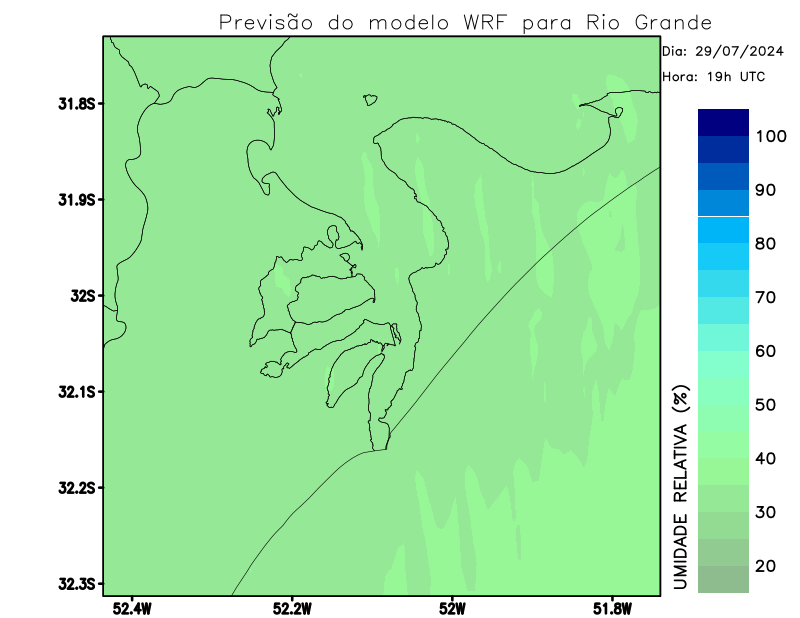 Previsão do modelo WRF para Rio Grande
Dia: 29/07/2024
Hora: 19h UTC
31.8S
31.9S
32S
32.1S
32.2S
32.3S
52.4W
52.2W
52W
51.8W
100
90
80
70
60
50
40
30
20
UMIDADE RELATIVA (%)